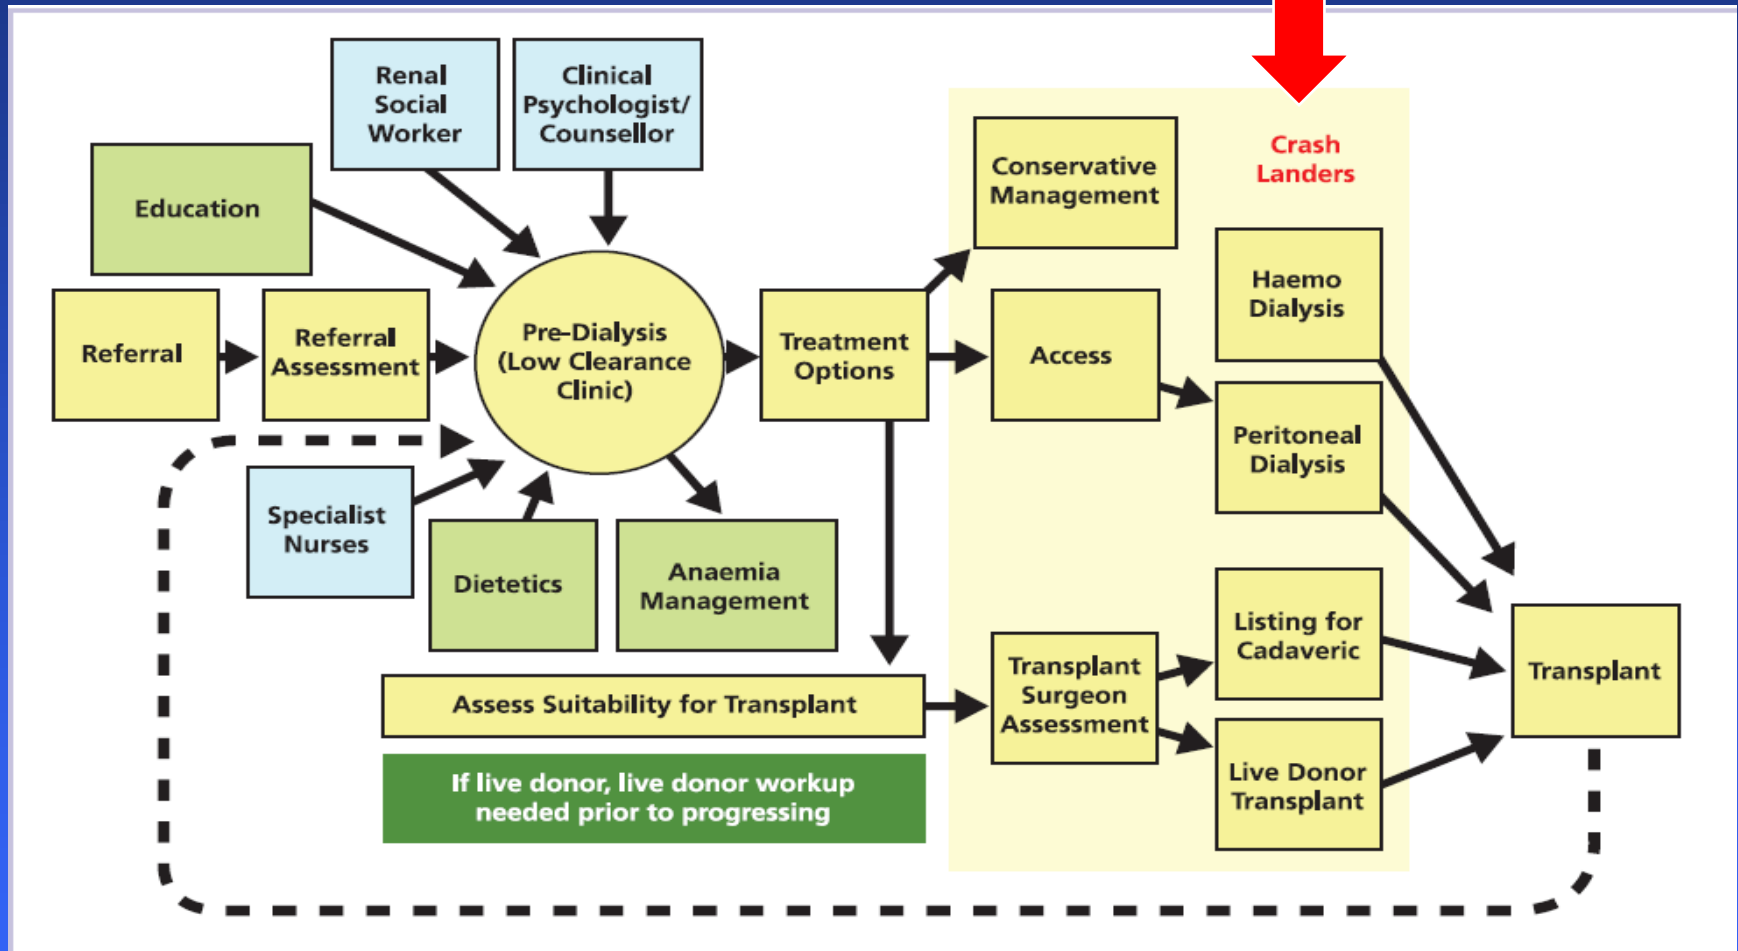 Renal
Social
Worker
Clinical
Psychologist/
Counsellor
Education
Referral
Referral
Assessment
Pre-Dialysis
(Low Clearance
Clinic)
Treatment
Options
Conservative
Management
Crash
Landers
Access
Haemo
Dialysis
Peritoneal
Dialysis
Specialist
Nurses
Dietetics
Anaemia
Management
Assess Suitability for Transplant
If live donor, live donor workup
needed prior to progressing
Transplant
Surgeon
Assessment
Listing for
Cadaveric
Live Donor
Transplant
Transplant